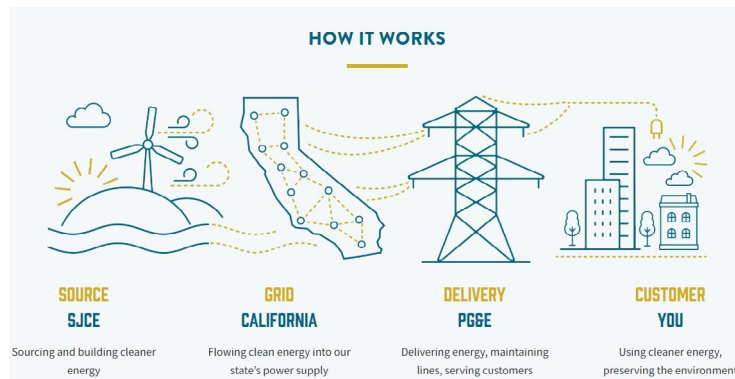 HOW IT WORKS
SOURCE
SJCE
Sourcing and building cleaner
energy
GRID
CALIFORNIA
Flowing clean energy into our
state's power supply
DELIVERY
PG&E
Delivering energy, maintaining
lines, serving customers
CUSTOMER
YOU
Using cleaner energy,
preserving the environment